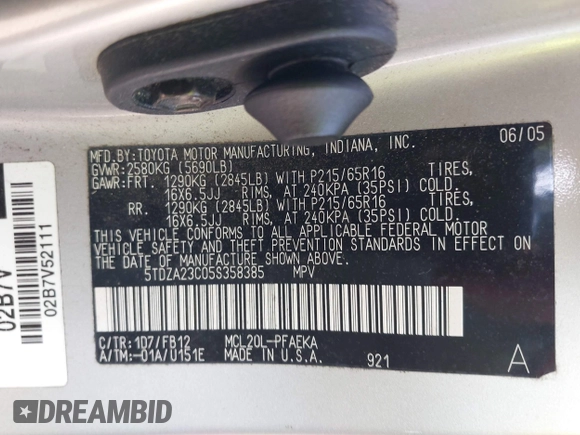 MFD.BY:TOYOTA MOTOR MANUFACTURING, INDIANA, INC. 06/05
GVWR:2580KG (5690LB)
GAWR:FRT. 1290KG (2845LB) WITH P215/65R16 TIRES,
16X6.5JJ RIMS, AT 240KPA (35PSI) COLD.
RR. 1290KG (2845LB) WITH P215/65R16 TIRES,
16X6.5JJ RIMS, AT 240KPA (35PSI) COLD.
THIS VEHICLE CONFORMS TO ALL APPLICABLE FEDERAL MOTOR
VEHICLE SAFETY AND THEFT PREVENTION STANDARDS IN EFFECT ON
THE DATE OF MANUFACTURE SHOWN ABOVE.
5TDZA23C05S358385 MPV
C/TR:1D7/FB12 MCL20L-PFAEKA
A/TM:-01A/U151E MADE IN U.S.A. 921 A
02B7V
02B7V52111
DREAMBID